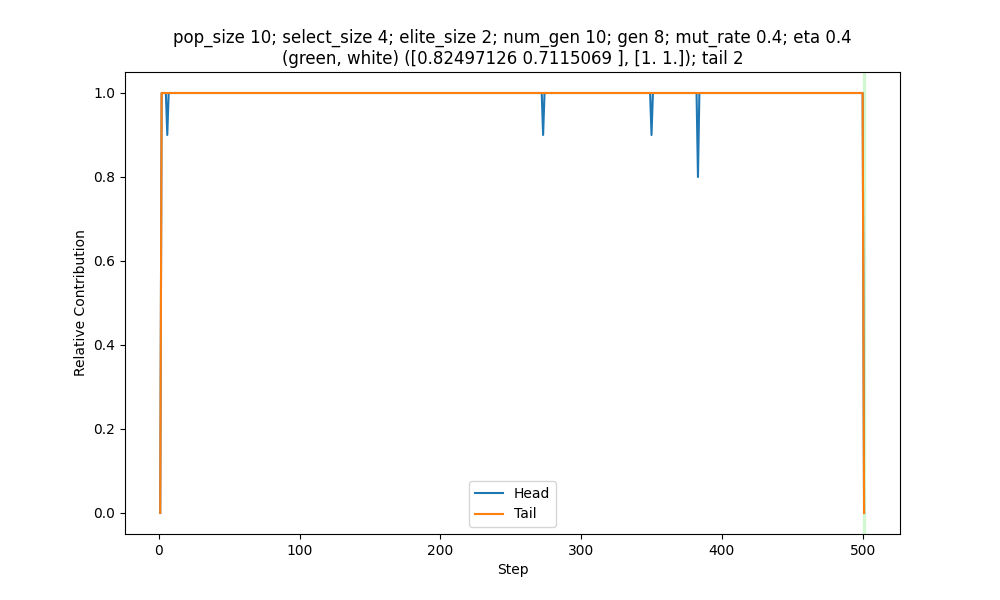 pop_size 10; select_size 4; elite_size 2; num_gen 10; gen 8; mut_rate 0.4; eta 0.4
(green, white) ([0.82497126 0.7115069 ], [1. 1.]); tail 2
1.0
0.8
0.6
0.4
0.2
0.0
Relative Contribution
Head
Tail
0
100
200
300
400
500
Step